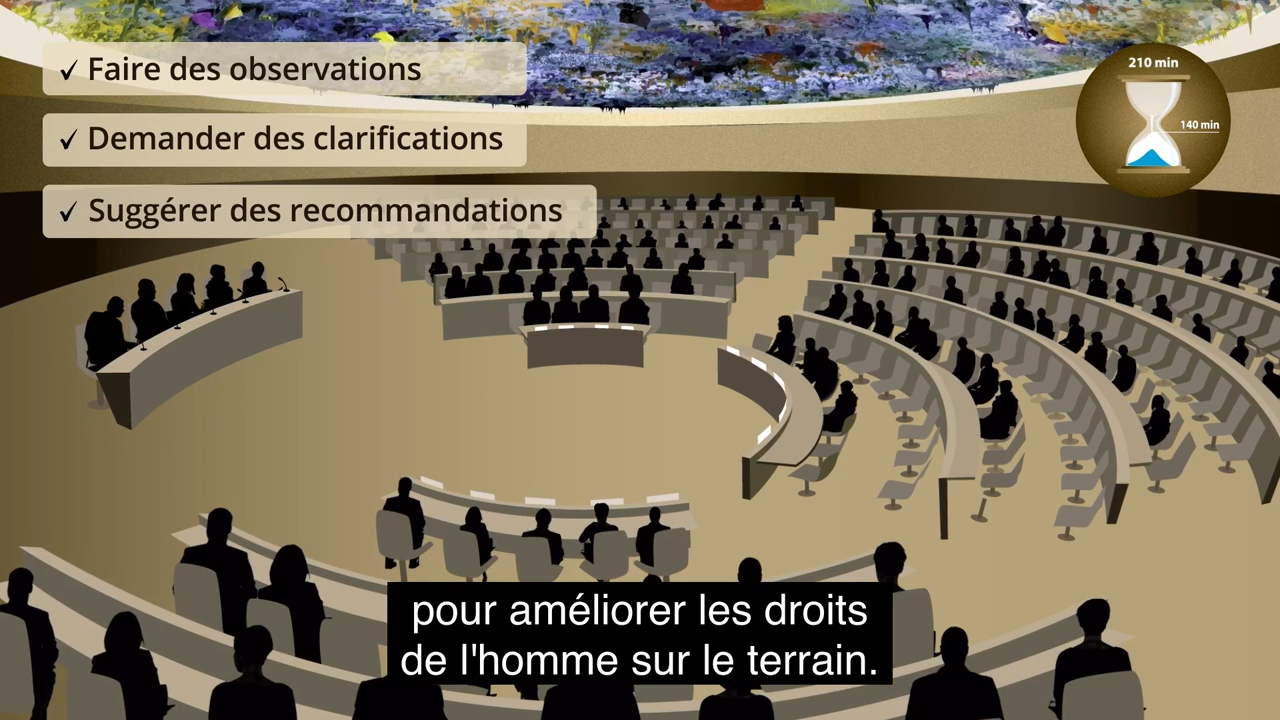 ✓ Faire des observations
✓ Demander des clarifications
✓ Suggérer des recommandations
210 min
140 min
pour améliorer les droits
de l'homme sur le terrain.